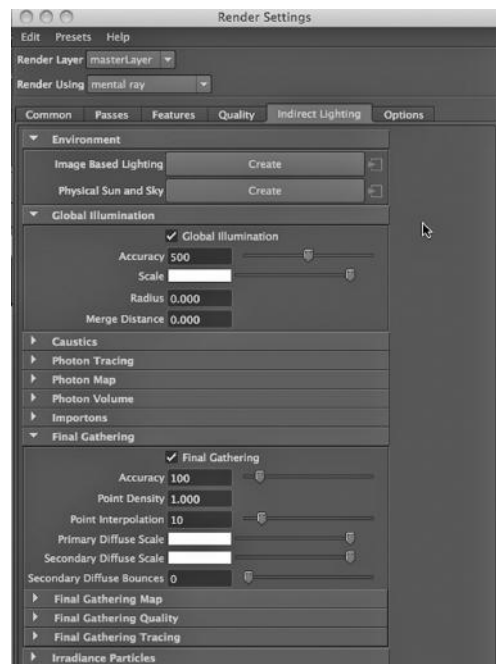 Render Settings
Edit Presets Help
Render Layer masterLayer
Render Using mental ray
Common Passes Features Quality Indirect Lighting Options
Environment
Image Based Lighting Create
Physical Sun and Sky Create
Global Illumination
Global Illumination
Accuracy 500
Scale
Radius 0.000
Merge Distance 0.000
Caustics
Photon Tracing
Photon Map
Photon Volume
Importons
Final Gathering
Final Gathering
Accuracy 100
Point Density 1.000
Point Interpolation 10
Primary Diffuse Scale
Secondary Diffuse Scale
Secondary Diffuse Bounces 0
Final Gathering Map
Final Gathering Quality
Final Gathering Tracing
Irradiance Particles